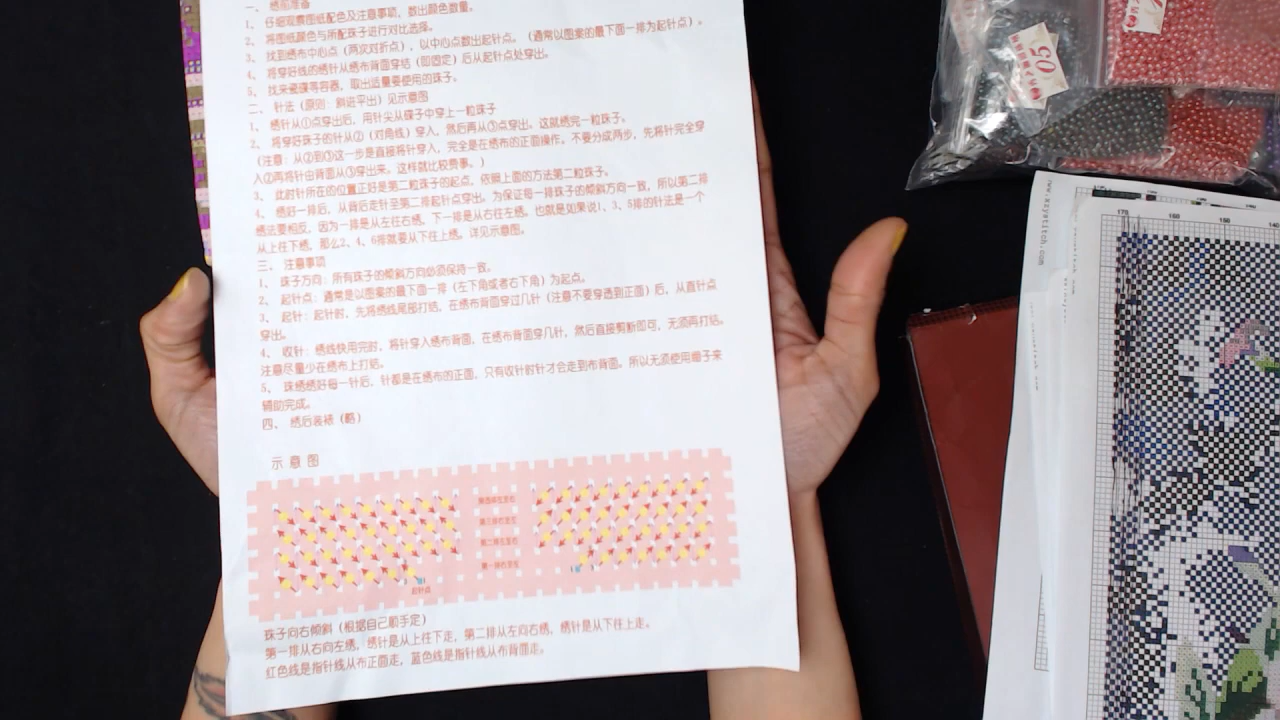 一、 绣前准备
1、 仔细观察图纸配色及注意事项，数出颜色数量。
2、 将图纸颜色与所配珠子进行对比选择。
3、 找到绣布中心点（两次对折点），以中心点数出起针点。（通常以图案的最下面一排为起针点）。
4、 将穿好线的绣针从绣布背面穿结（即固定）后从起针点处穿出。
5、 找来瓷碟等容器，取出适量要使用的珠子。
二、 针法（原则：斜进平出）见示意图
1、 绣针从①点穿出后，用针尖从碟子中穿上一粒珠子
2、 将穿好珠子的针从②（对角线）穿入，然后再从③点穿出。这就绣完一粒珠子。
（注意：从②到③这一步是直接将针穿入，完全是在绣布的正面操作。不要分成两步，先将针完全穿
入②再将针由背面从③穿出来。这样就比较费事。）
3、 此时针所在的位置正好是第二粒珠子的起点，依照上面的方法第二粒珠子。
4、 绣好一排后，从背后走针至第二排起针点穿出。为保证每一排珠子的倾斜方向一致，所以第二排
绣法要相反，因为一排是从左往右绣，下一排是从右往左绣。也就是如果说1、3、5排的针法是一个
从上往下绣，那么2、4、6排就要从下往上绣。详见示意图。
三、 注意事项
1、 珠子方向：所有珠子的倾斜方向必须保持一致。
2、 起针点：通常是以图案的最下面一排（左下角或者右下角）为起点。
3、 起针：起针时，先将绣线尾部打结，在绣布背面穿过几针（注意不要穿透到正面）后，从直针点
穿出。
4、 收针：绣线快用完时，将针穿入绣布背面，在绣布背面穿几针，然后直接剪断即可，无须再打结。
注意尽量少在绣布上打结。
5、 珠绣绣好每一针后，针都是在绣布的正面，只有收针时针才会走到布背面。所以无须使用绷子来
辅助完成。
四、 绣后装裱（略）
示 意 图
第二排左至右
第一排右至左
起针点
珠子向右倾斜（根据自己顺手定）
第一排从右向左绣，绣针是从上往下走，第二排从左向右绣，绣针是从下往上走。
红色线是指针线从布正面走，蓝色线是指针线从布背面走。
05
www.xsystitch.com
170
160
150